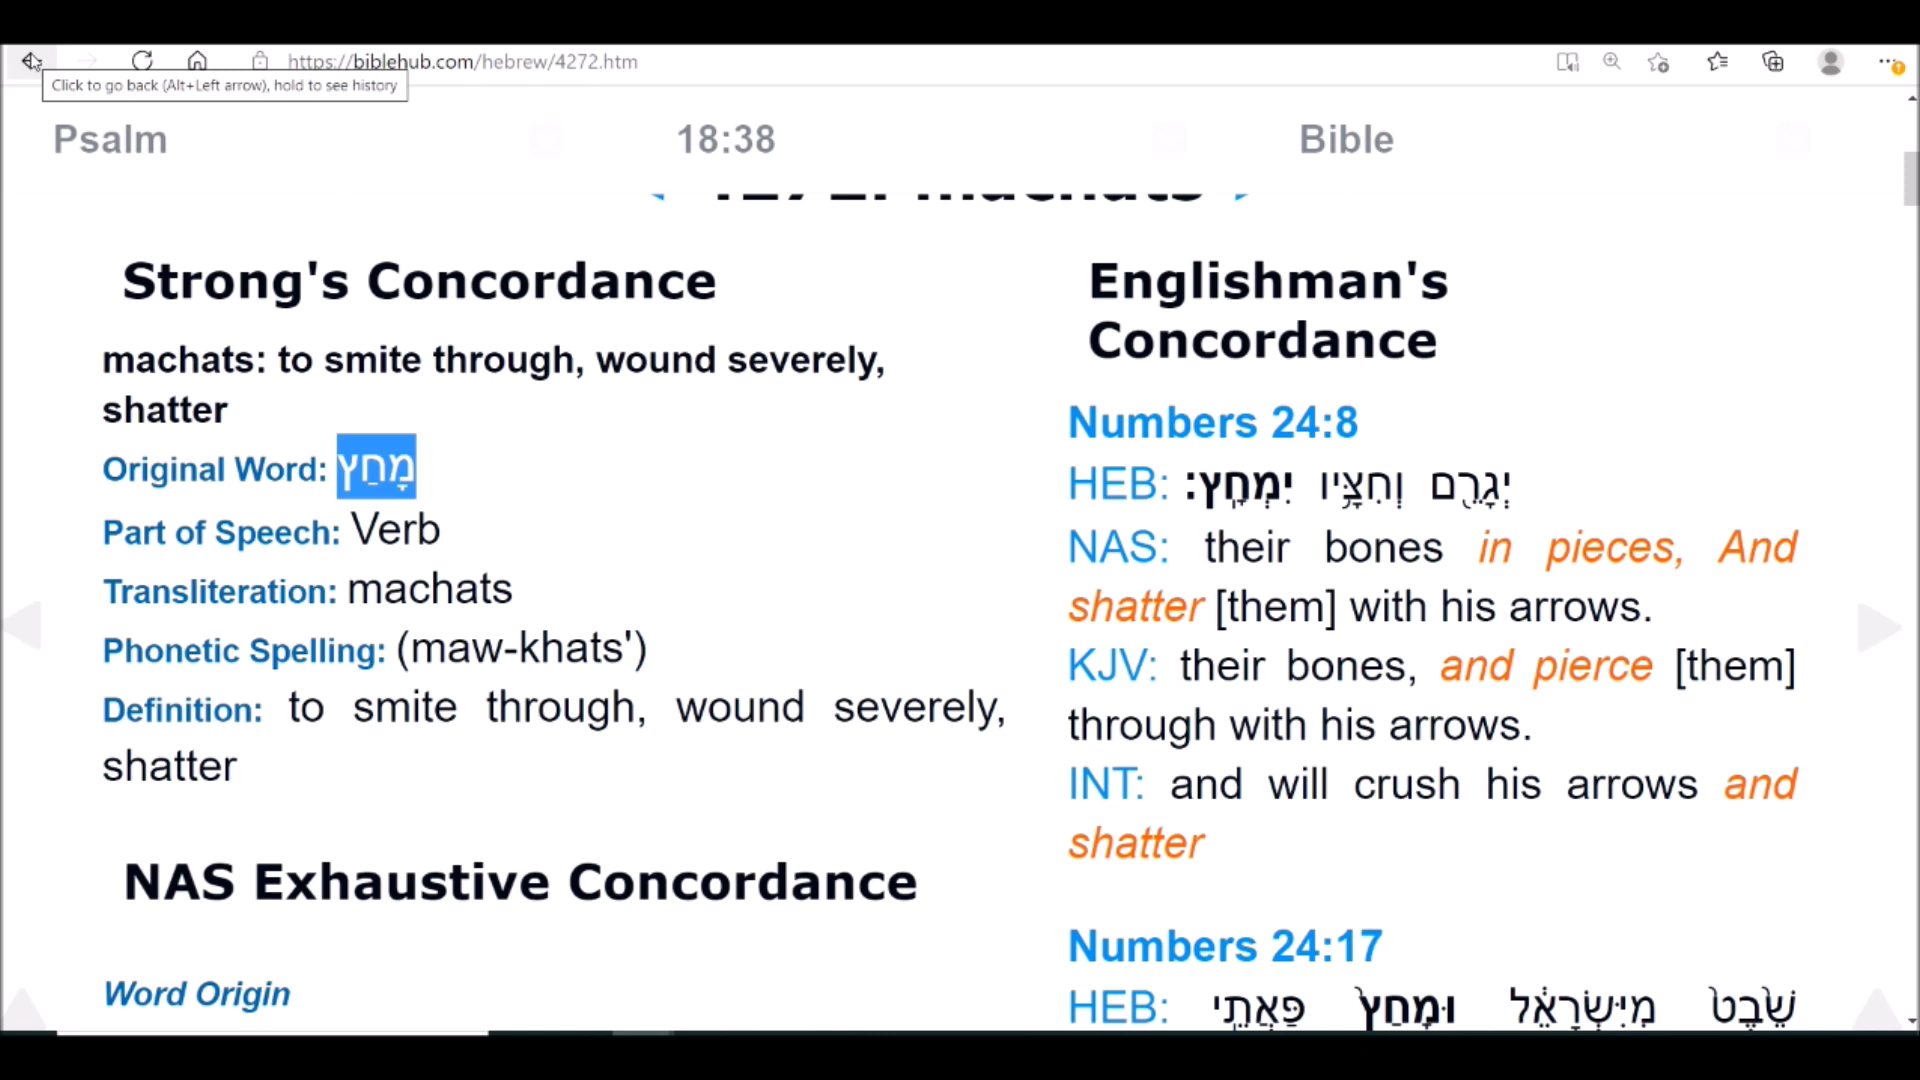 https://biblehub.com/hebrew/4272.htm
Click to go back (Alt+Left arrow), hold to see history
Psalm 18:38 Bible
4272. machats
Strong's Concordance
machats: to smite through, wound severely,
shatter
Original Word: מָחַץ
Part of Speech: Verb
Transliteration: machats
Phonetic Spelling: (maw-khats')
Definition: to smite through, wound severely,
shatter
NAS Exhaustive Concordance
Word Origin
Englishman's
Concordance
Numbers 24:8
HEB: יְגָרֵ֖ם וְחִצָּ֥יו יִמְחָֽץ׃
NAS: their bones in pieces, And
shatter [them] with his arrows.
KJV: their bones, and pierce [them]
through with his arrows.
INT: and will crush his arrows and
shatter
Numbers 24:17
HEB: שֵׁ֙בֶט֙ מִיִּשְׂרָאֵ֔ל וּמָחַץ֙ פַּאֲתֵ֣י